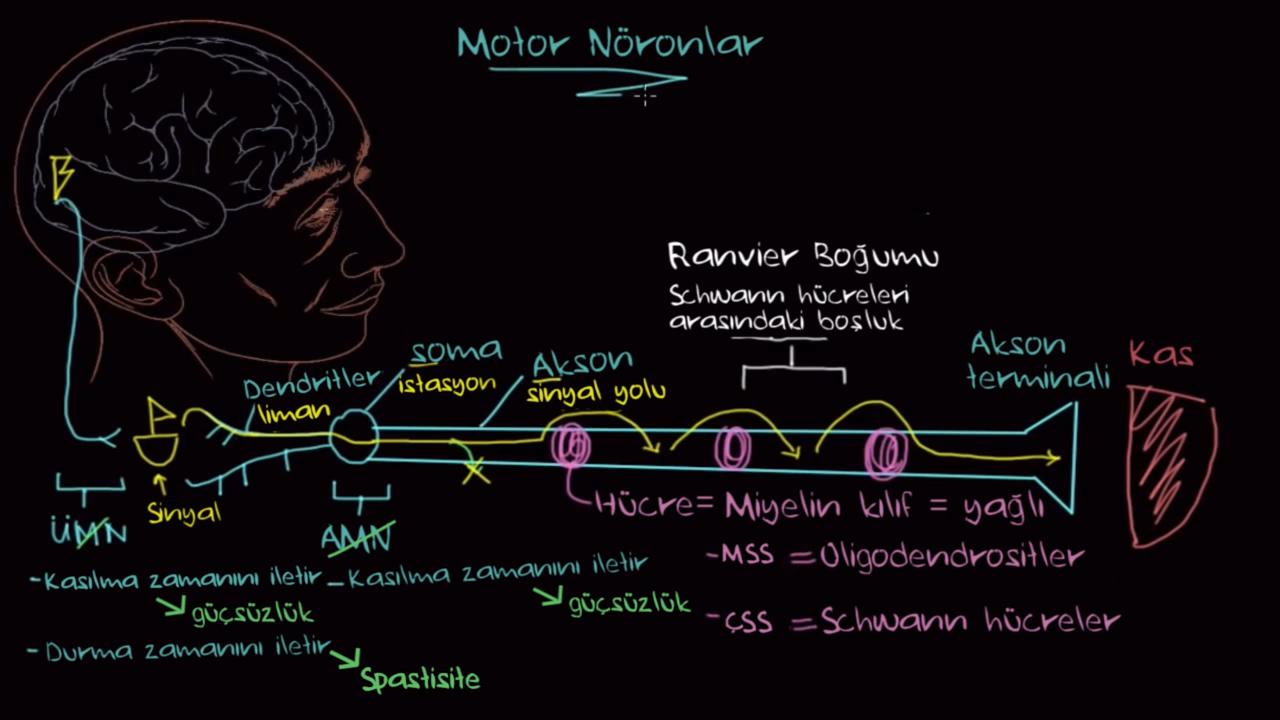 Motor Nöronlar
Ranvier Boğumu
Schwann hücreleri
arasındaki boşluk
soma
istasyon
Akson
sinyal yolu
Akson
terminali
Kas
Dendritler
liman
Sinyal
ÜMN
AMN
Hücre= Miyelin kılıf = yağlı
-MSS = Oligodendrositler
-ÇSS = Schwann hücreler
-Kasılma zamanını iletir
güçsüzlük
-Durma zamanını iletir
Spastisite
-Kasılma zamanını iletir
güçsüzlük